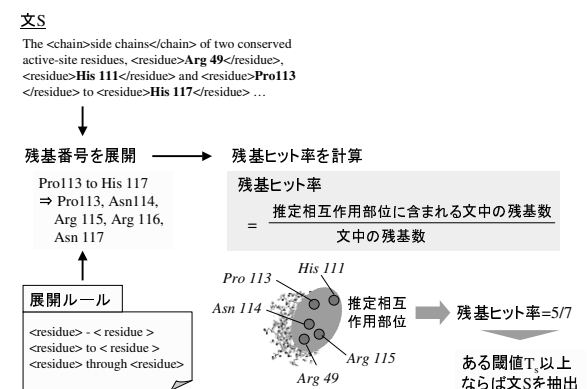 文S
The <chain>side chains</chain> of two conserved
active-site residues, <residue>Arg 49</residue>,
<residue>His 111</residue> and <residue>Pro113
</residue> to <residue>His 117</residue> …
残基番号を展開
残基ヒット率を計算
Pro113 to His 117
⇒ Pro113, Asn114,
Arg 115, Arg 116,
Asn 117
残基ヒット率
= 推定相互作用部位に含まれる文中の残基数
文中の残基数
展開ルール
<residue> - < residue >
<residue> to < residue >
<residue> through <residue>
His 111
Pro 113
Asn 114
Arg 115
Arg 49
推定相互
作用部位
残基ヒット率=5/7
ある閾値Ts以上
ならば文Sを抽出